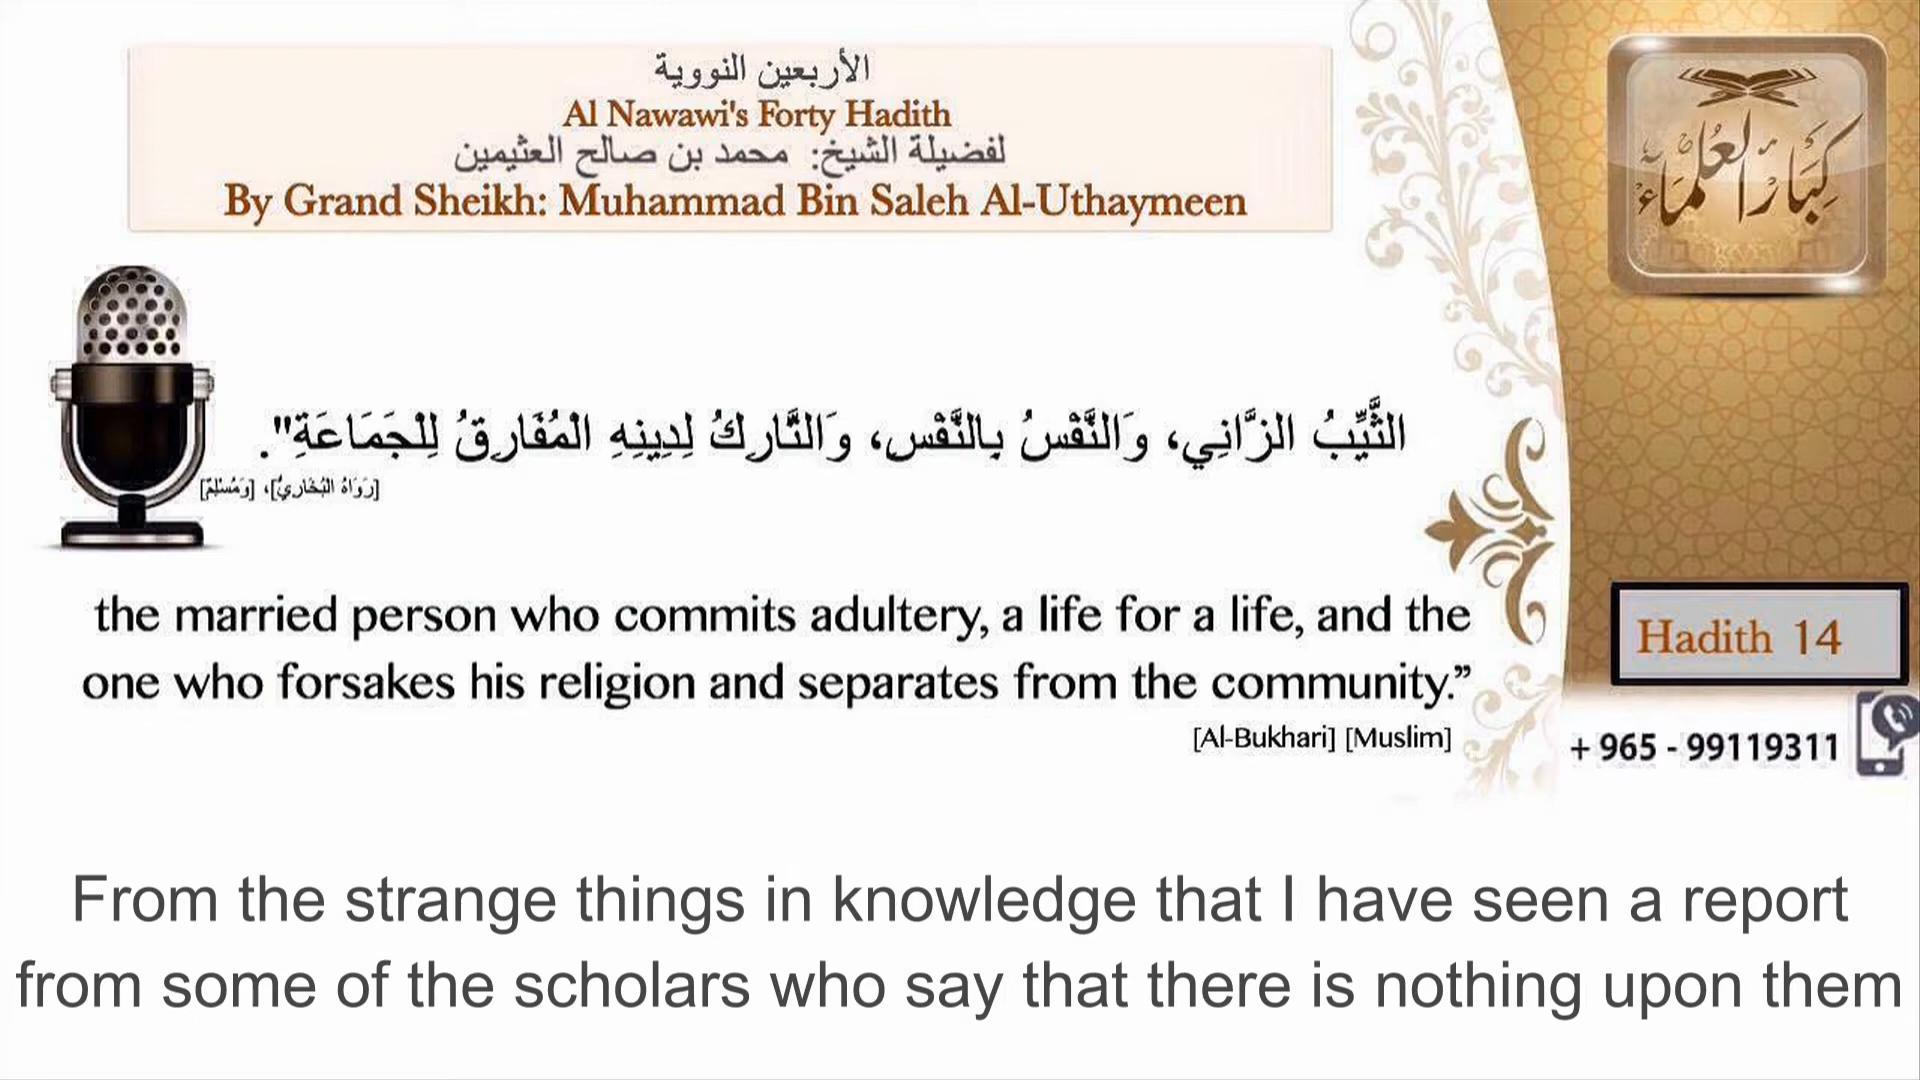 الأربعين النووية
Al Nawawi's Forty Hadith
لفضيلة الشيخ: محمد بن صالح العثيمين
By Grand Sheikh: Muhammad Bin Saleh Al-Uthaymeen
كِبَارُ العُلَمَاءِ
الثَّيِّبُ الزَّانِي، وَالنَّفْسُ بِالنَّفْسِ، وَالتَّارِكُ لِدِينِهِ الْمُفَارِقُ لِلْجَمَاعَةِ".
[رَوَاهُ البُخَارِيُّ]، [وَمُسْلِمٌ]
the married person who commits adultery, a life for a life, and the
one who forsakes his religion and separates from the community.”
[Al-Bukhari] [Muslim]
Hadith 14
+ 965 - 99119311
From the strange things in knowledge that I have seen a report
from some of the scholars who say that there is nothing upon them